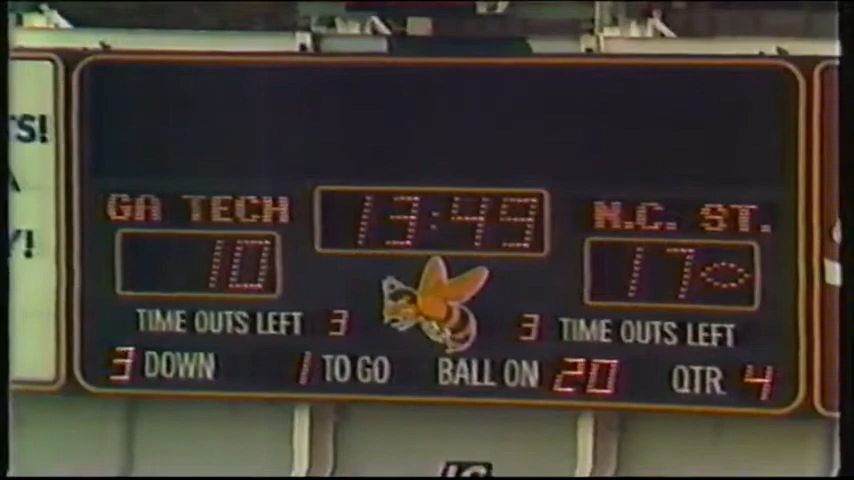 TS!
Y!
GA TECH 13:49 N.C. ST.
10 17
TIME OUTS LEFT 3 3 TIME OUTS LEFT
3 DOWN 1 TO GO BALL ON 20 QTR 4